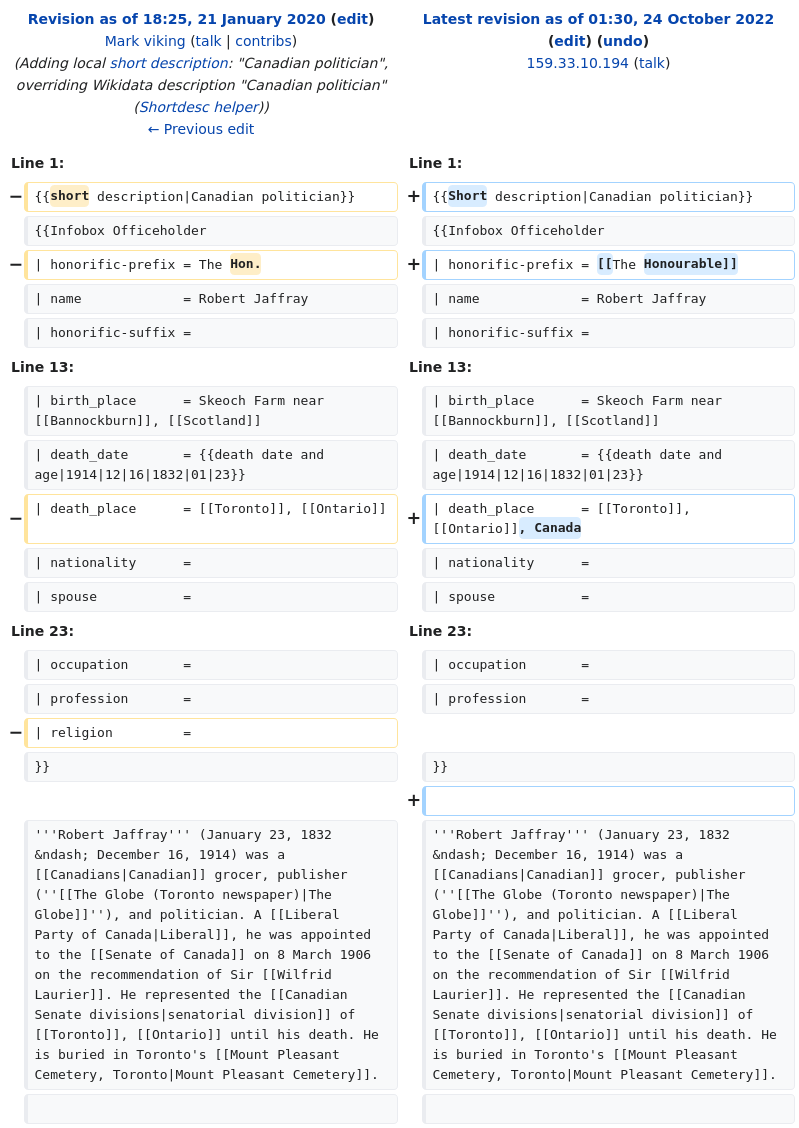 Revision as of 18:25, 21 January 2020 (edit)
Mark viking (talk | contribs)
(Adding local short description: "Canadian politician",
overriding Wikidata description "Canadian politician"
(Shortdesc helper))
← Previous edit
Latest revision as of 01:30, 24 October 2022
(edit) (undo)
159.33.10.194 (talk)
Line 1:
Line 1:
− {{short description|Canadian politician}}
+ {{Short description|Canadian politician}}
{{Infobox Officeholder
{{Infobox Officeholder
− | honorific-prefix = The Hon.
+ | honorific-prefix = [[The Honourable]]
| name = Robert Jaffray
| name = Robert Jaffray
| honorific-suffix =
| honorific-suffix =
Line 13:
Line 13:
| birth_place = Skeoch Farm near
[[Bannockburn]], [[Scotland]]
| birth_place = Skeoch Farm near
[[Bannockburn]], [[Scotland]]
| death_date = {{death date and
age|1914|12|16|1832|01|23}}
| death_date = {{death date and
age|1914|12|16|1832|01|23}}
− | death_place = [[Toronto]], [[Ontario]]
+ | death_place = [[Toronto]],
[[Ontario]], Canada
| nationality =
| nationality =
| spouse =
| spouse =
Line 23:
Line 23:
| occupation =
| occupation =
| profession =
| profession =
− | religion =
}}
}}
+
'''Robert Jaffray''' (January 23, 1832
&ndash; December 16, 1914) was a
[[Canadians|Canadian]] grocer, publisher
(''[[The Globe (Toronto newspaper)|The
Globe]]''), and politician. A [[Liberal
Party of Canada|Liberal]], he was appointed
to the [[Senate of Canada]] on 8 March 1906
on the recommendation of Sir [[Wilfrid
Laurier]]. He represented the [[Canadian
Senate divisions|senatorial division]] of
[[Toronto]], [[Ontario]] until his death. He
is buried in Toronto's [[Mount Pleasant
Cemetery, Toronto|Mount Pleasant Cemetery]].
'''Robert Jaffray''' (January 23, 1832
&ndash; December 16, 1914) was a
[[Canadians|Canadian]] grocer, publisher
(''[[The Globe (Toronto newspaper)|The
Globe]]''), and politician. A [[Liberal
Party of Canada|Liberal]], he was appointed
to the [[Senate of Canada]] on 8 March 1906
on the recommendation of Sir [[Wilfrid
Laurier]]. He represented the [[Canadian
Senate divisions|senatorial division]] of
[[Toronto]], [[Ontario]] until his death. He
is buried in Toronto's [[Mount Pleasant
Cemetery, Toronto|Mount Pleasant Cemetery]].